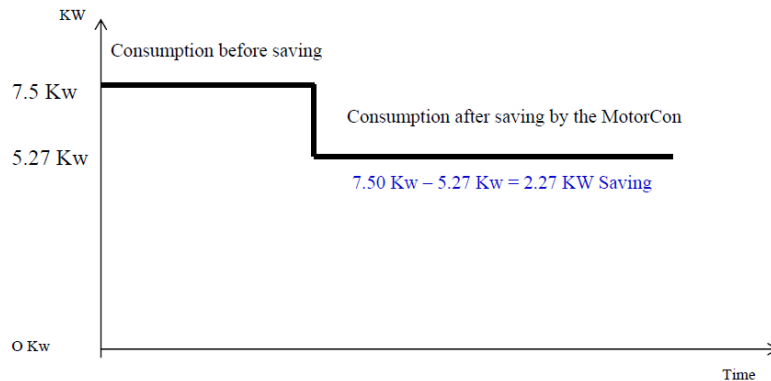 KW
Consumption before saving
7.5 Kw
Consumption after saving by the MotorCon
5.27 Kw
7.50 Kw – 5.27 Kw = 2.27 KW Saving
O Kw
Time